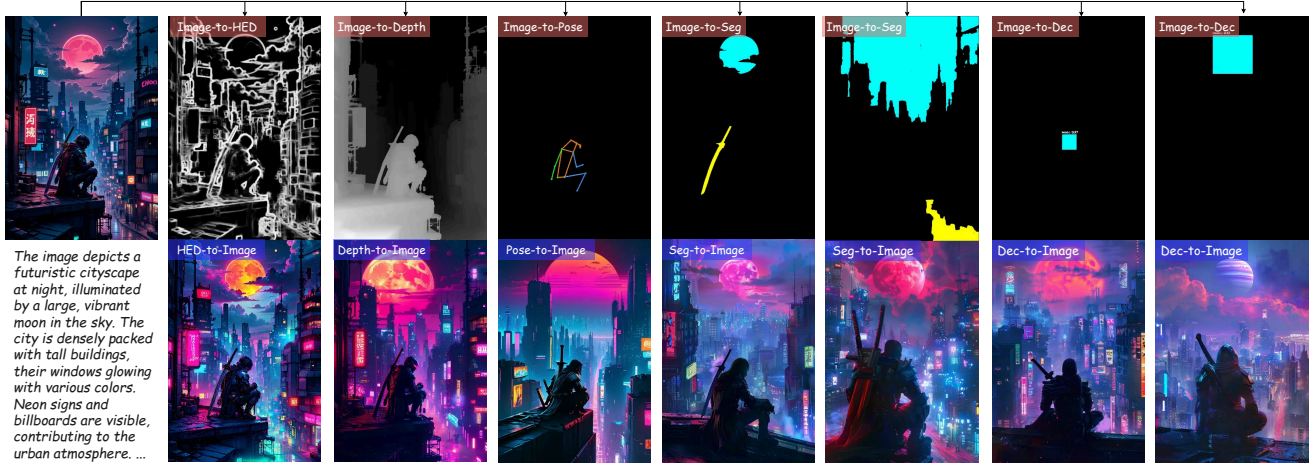 Image-to-HED
Image-to-Depth
Image-to-Pose
Image-to-Seg
Image-to-Seg
Image-to-Dec
Image-to-Dec
HED-to-Image
Depth-to-Image
Pose-to-Image
Seg-to-Image
Seg-to-Image
Dec-to-Image
Dec-to-Image
The image depicts a
futuristic cityscape
at night, illuminated
by a large, vibrant
moon in the sky. The
city is densely packed
with tall buildings,
their windows glowing
with various colors.
Neon signs and
billboards are visible,
contributing to the
urban atmosphere. ...